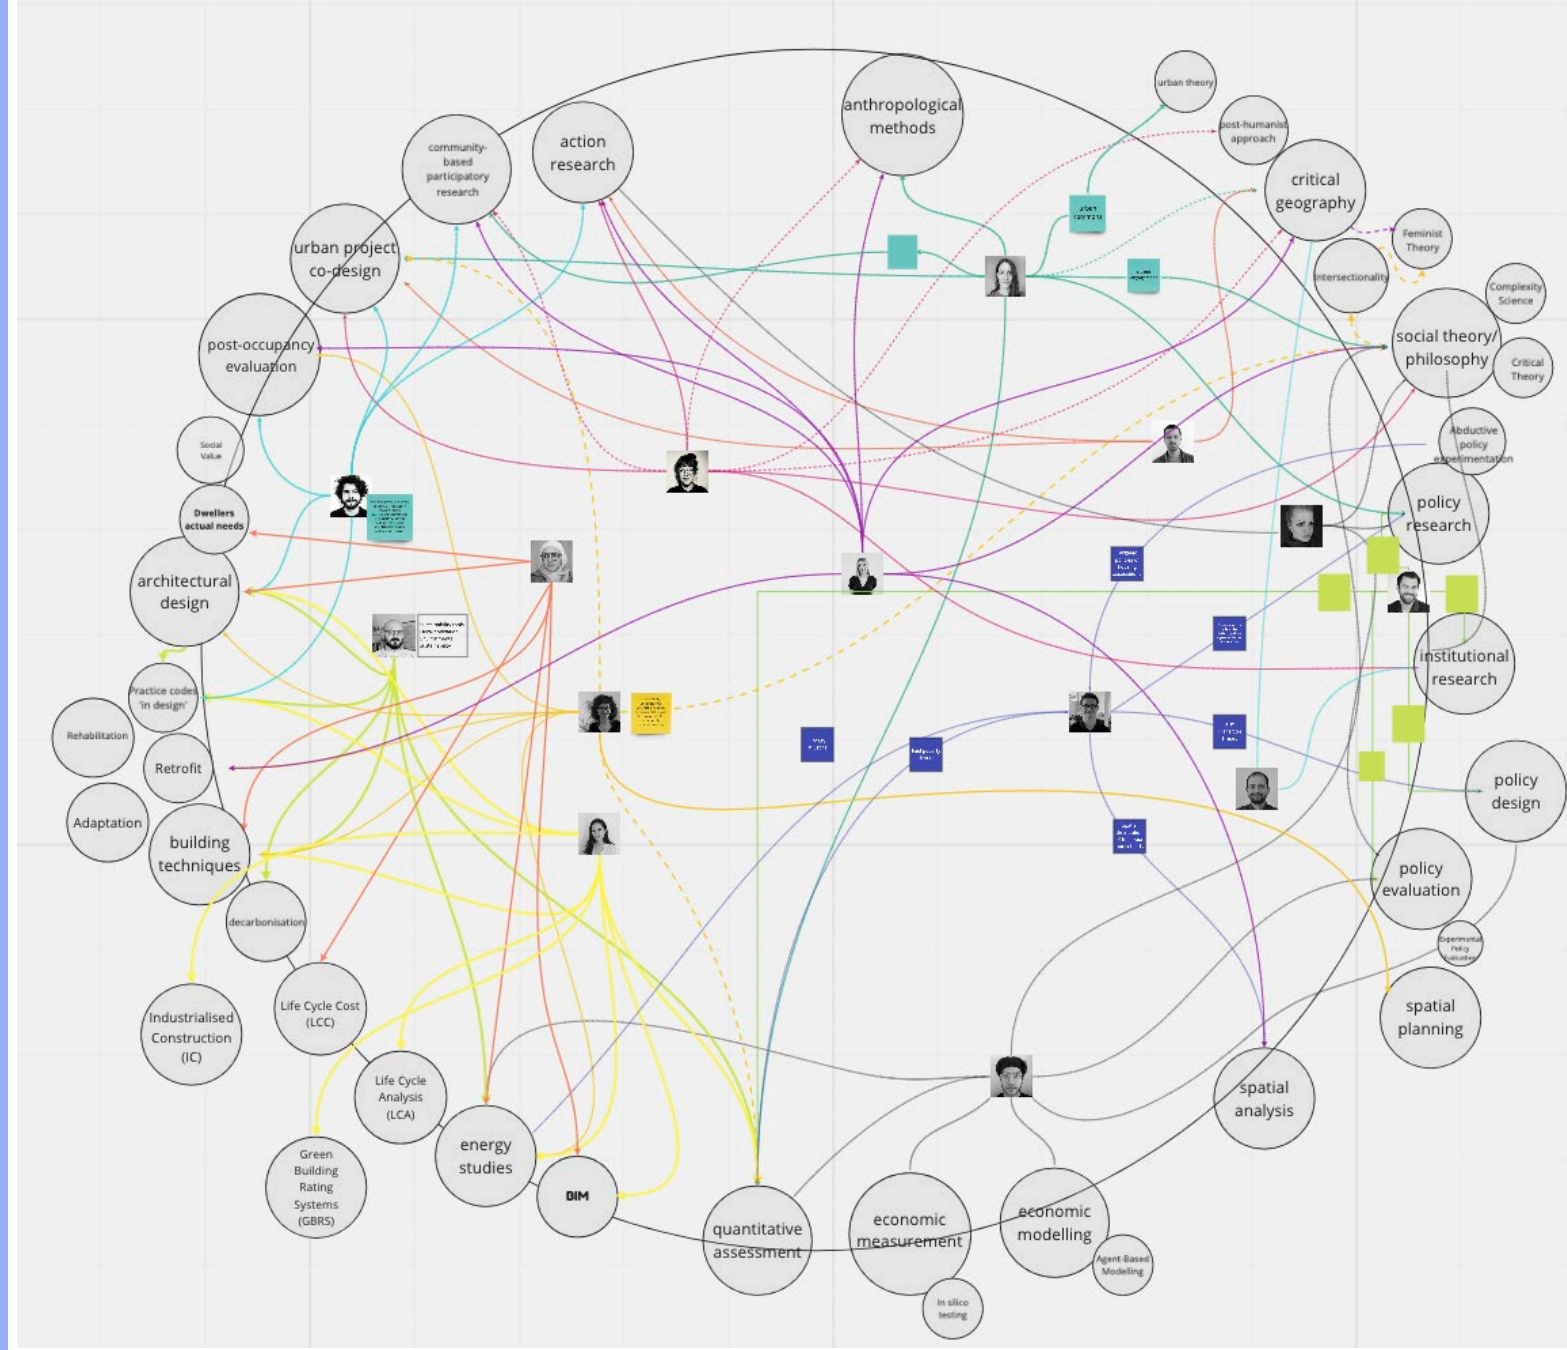 urban theory
anthropological
methods
post-humanist
approach
action
research
community-
based
participatory
research
critical
geography
urban
commons
Feminist
Theory
urban project
co-design
Intersectionality
Complexity
Science
post-occupancy
evaluation
social theory/
philosophy
Critical
Theory
Social
Value
Abductive
policy
experimentation
Dwellers
actual needs
policy
research
architectural
design
institutional
research
Practice codes
'in design'
Rehabilitation
Retrofit
Adaptation
policy
design
building
techniques
policy
evaluation
decarbonisation
Experimental
Policy
Evaluation
Life Cycle Cost
(LCC)
spatial
planning
Industrialised
Construction
(IC)
Life Cycle
Analysis
(LCA)
spatial
analysis
energy
studies
Green
Building
Rating
Systems
(GBRS)
BIM
quantitative
assessment
economic
measurement
economic
modelling
Agent-Based
Modelling
In silico
testing